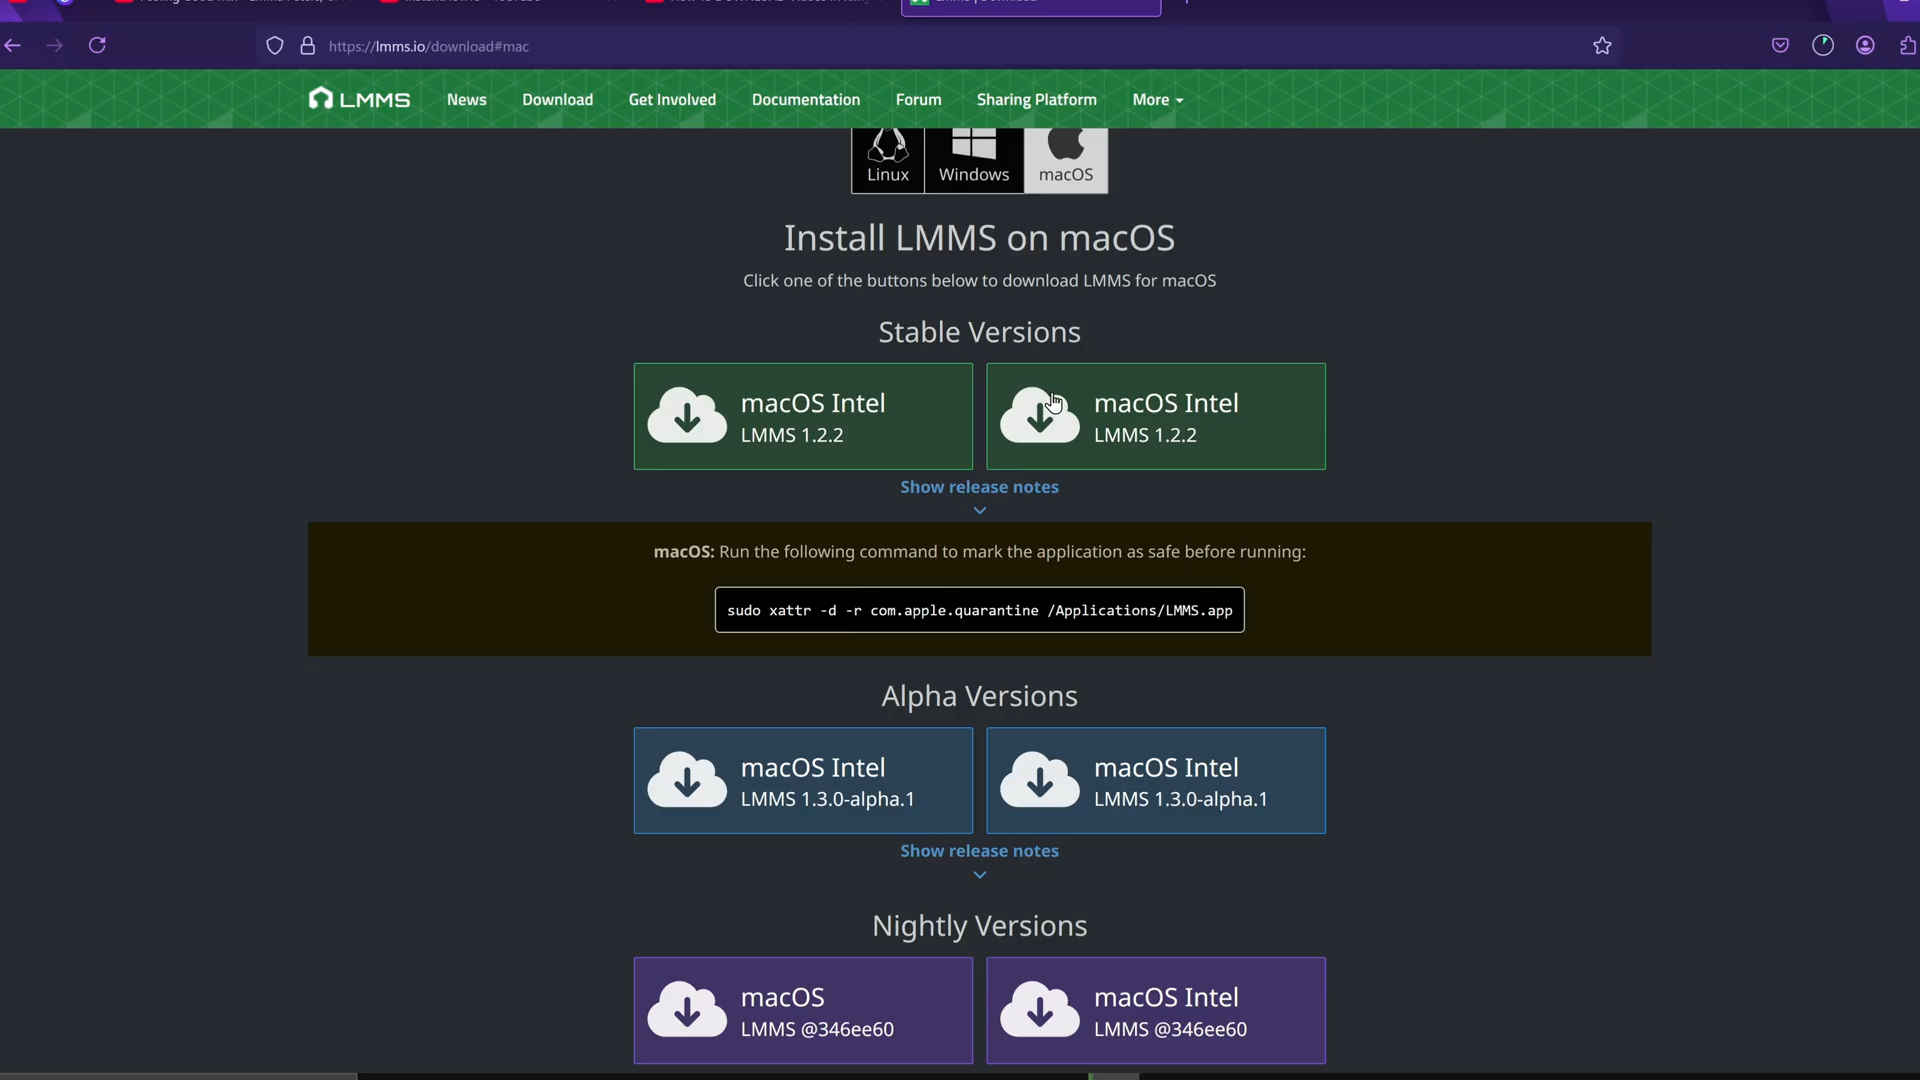 https://lmms.io/download#mac
LMMS
News
Download
Get Involved
Documentation
Forum
Sharing Platform
More
Linux
Windows
macOS
Install LMMS on macOS
Click one of the buttons below to download LMMS for macOS
Stable Versions
macOS Intel
LMMS 1.2.2
macOS Intel
LMMS 1.2.2
Show release notes
macOS: Run the following command to mark the application as safe before running:
sudo xattr -d -r com.apple.quarantine /Applications/LMMS.app
Alpha Versions
macOS Intel
LMMS 1.3.0-alpha.1
macOS Intel
LMMS 1.3.0-alpha.1
Show release notes
Nightly Versions
macOS
LMMS @346ee60
macOS Intel
LMMS @346ee60